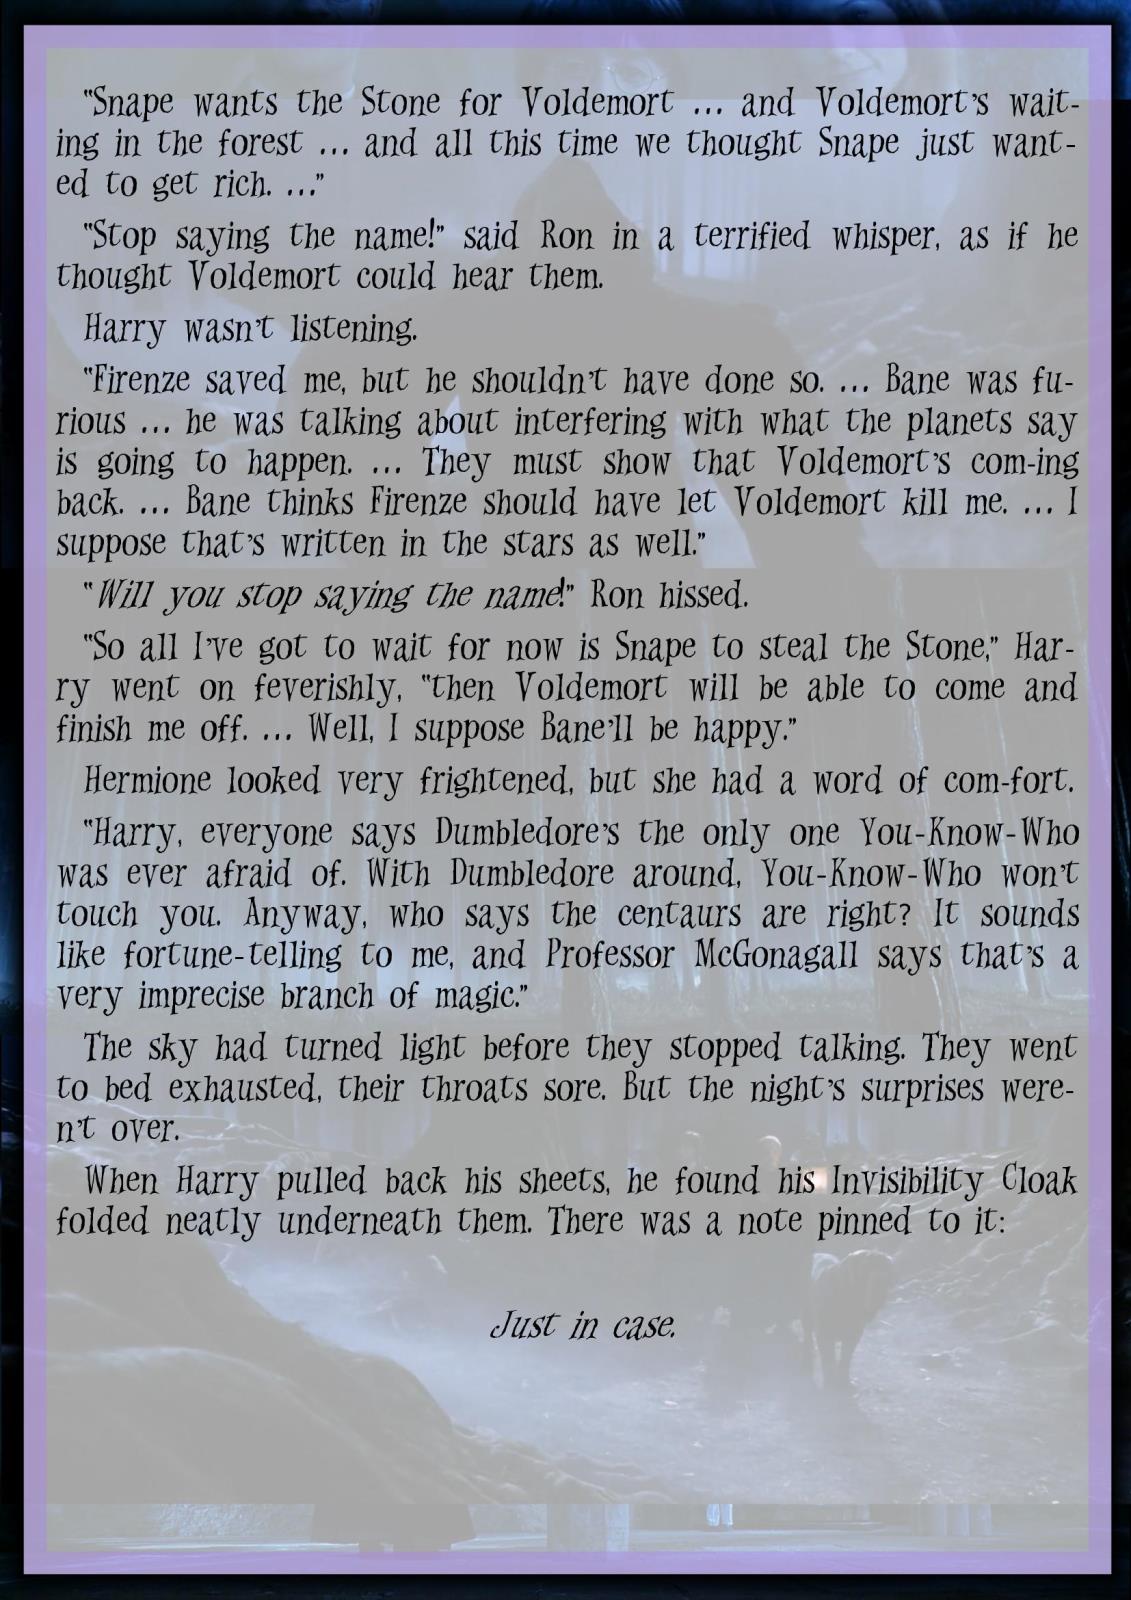 "Snape wants the Stone for Voldemort ... and Voldemort's wait-
ing in the forest ... and all this time we thought Snape just want-
ed to get rich. ..."
"Stop saying the name!" said Ron in a terrified whisper, as if he
thought Voldemort could hear them.
Harry wasn't listening.
"Firenze saved me, but he shouldn't have done so. ... Bane was fu-
rious ... he was talking about interfering with what the planets say
is going to happen. ... They must show that Voldemort's com-ing
back. ... Bane thinks Firenze should have let Voldemort kill me. ... I
suppose that's written in the stars as well."
"Will you stop saying the name!" Ron hissed.
"So all I've got to wait for now is Snape to steal the Stone," Har-
ry went on feverishly, "then Voldemort will be able to come and
finish me off. ... Well, I suppose Bane'll be happy."
Hermione looked very frightened, but she had a word of com-fort.
"Harry, everyone says Dumbledore's the only one You-Know-Who
was ever afraid of. With Dumbledore around, You-Know-Who won't
touch you. Anyway, who says the centaurs are right? It sounds
like fortune-telling to me, and Professor McGonagall says that's a
very imprecise branch of magic."
The sky had turned light before they stopped talking. They went
to bed exhausted, their throats sore. But the night's surprises were-
n't over.
When Harry pulled back his sheets, he found his Invisibility Cloak
folded neatly underneath them. There was a note pinned to it:
Just in case.